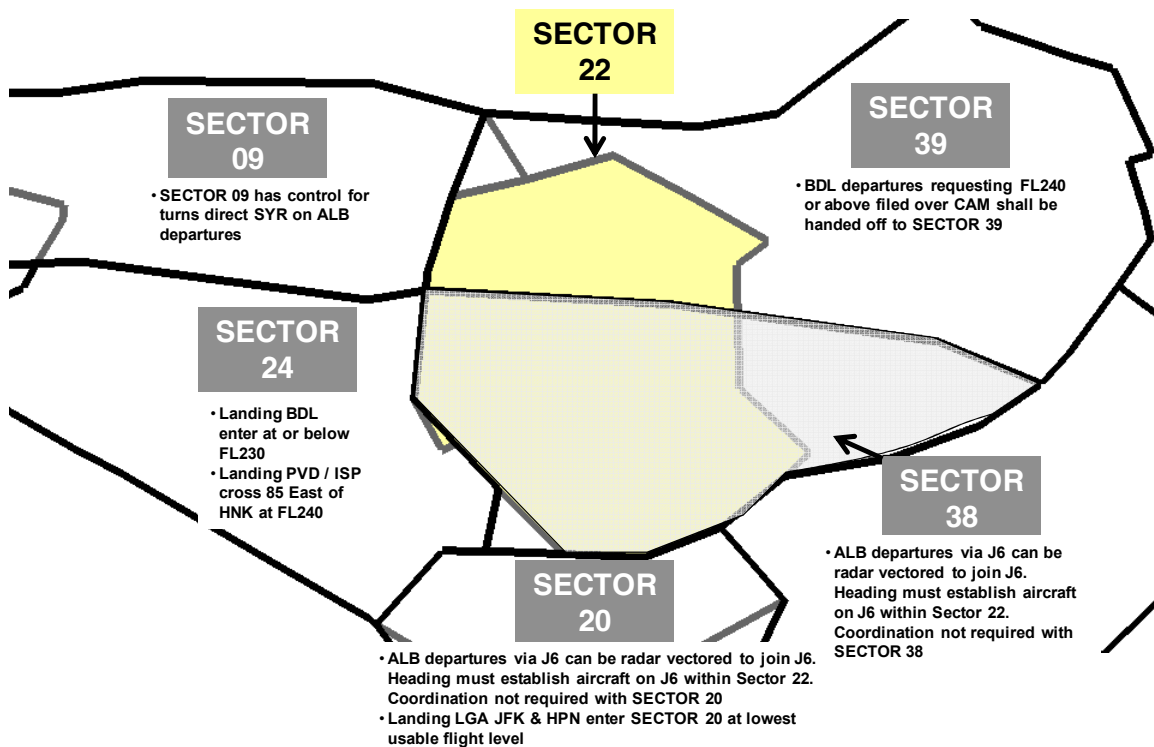 SECTOR
22
SECTOR
09
• SECTOR 09 has control for
turns direct SYR on ALB
departures
SECTOR
39
• BDL departures requesting FL240
or above filed over CAM shall be
handed off to SECTOR 39
SECTOR
24
• Landing BDL
enter at or below
FL230
• Landing PVD / ISP
cross 85 East of
HNK at FL240
SECTOR
38
• ALB departures via J6 can be
radar vectored to join J6.
Heading must establish aircraft
on J6 within Sector 22.
Coordination not required with
SECTOR 38
SECTOR
20
• ALB departures via J6 can be radar vectored to join J6.
Heading must establish aircraft on J6 within Sector 22.
Coordination not required with SECTOR 20
• Landing LGA JFK & HPN enter SECTOR 20 at lowest
usable flight level